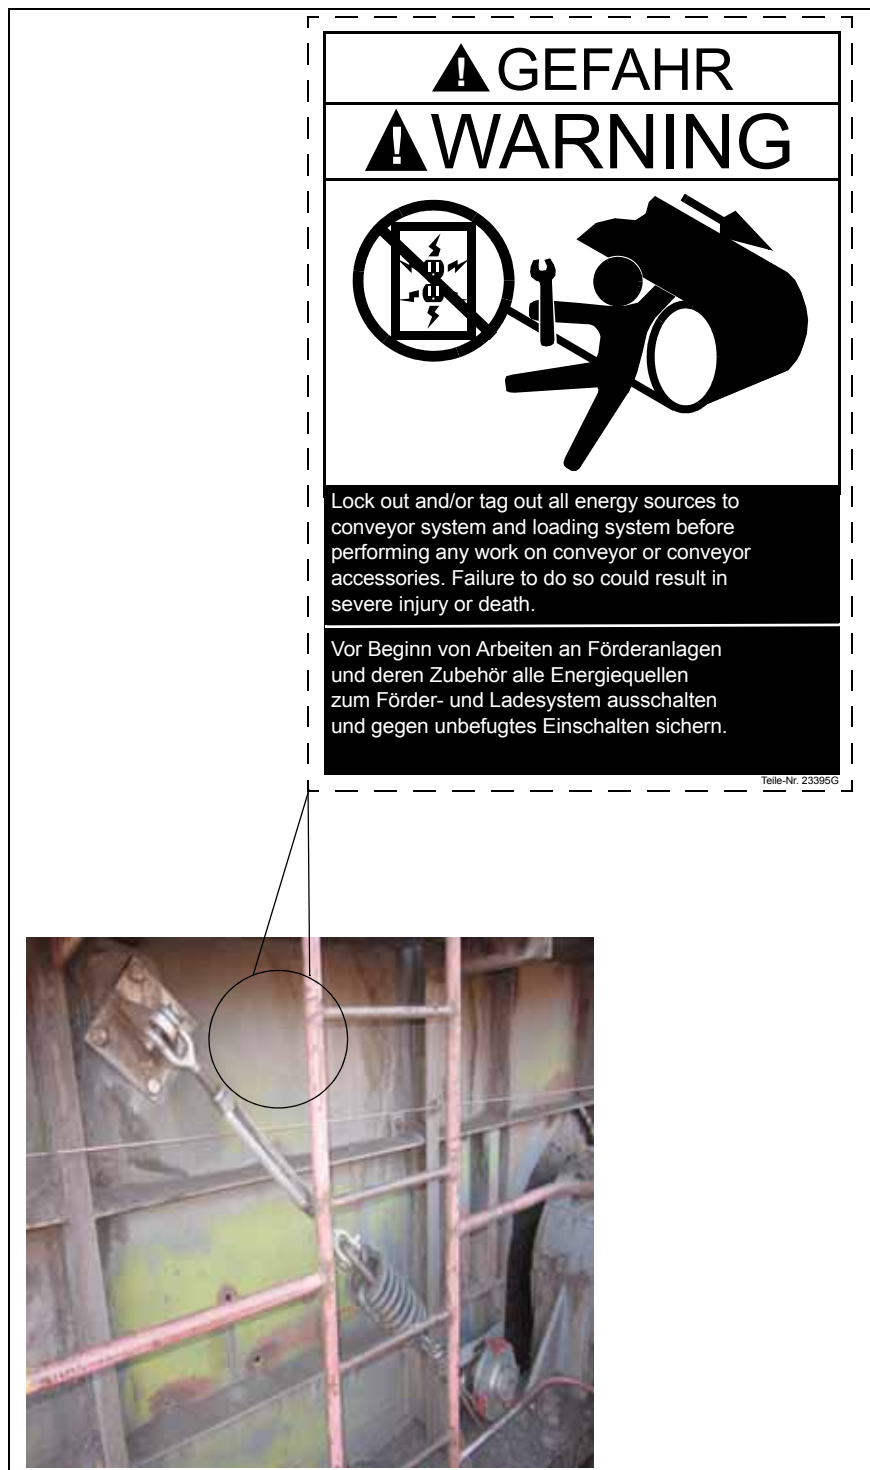 GEFAHR
WARNING
Lock out and/or tag out all energy sources to
conveyor system and loading system before
performing any work on conveyor or conveyor
accessories. Failure to do so could result in
severe injury or death.
Vor Beginn von Arbeiten an Förderanlagen
und deren Zubehör alle Energiequellen
zum Förder- und Ladesystem ausschalten
und gegen unbefugtes Einschalten sichern.
Teile-Nr. 23395G